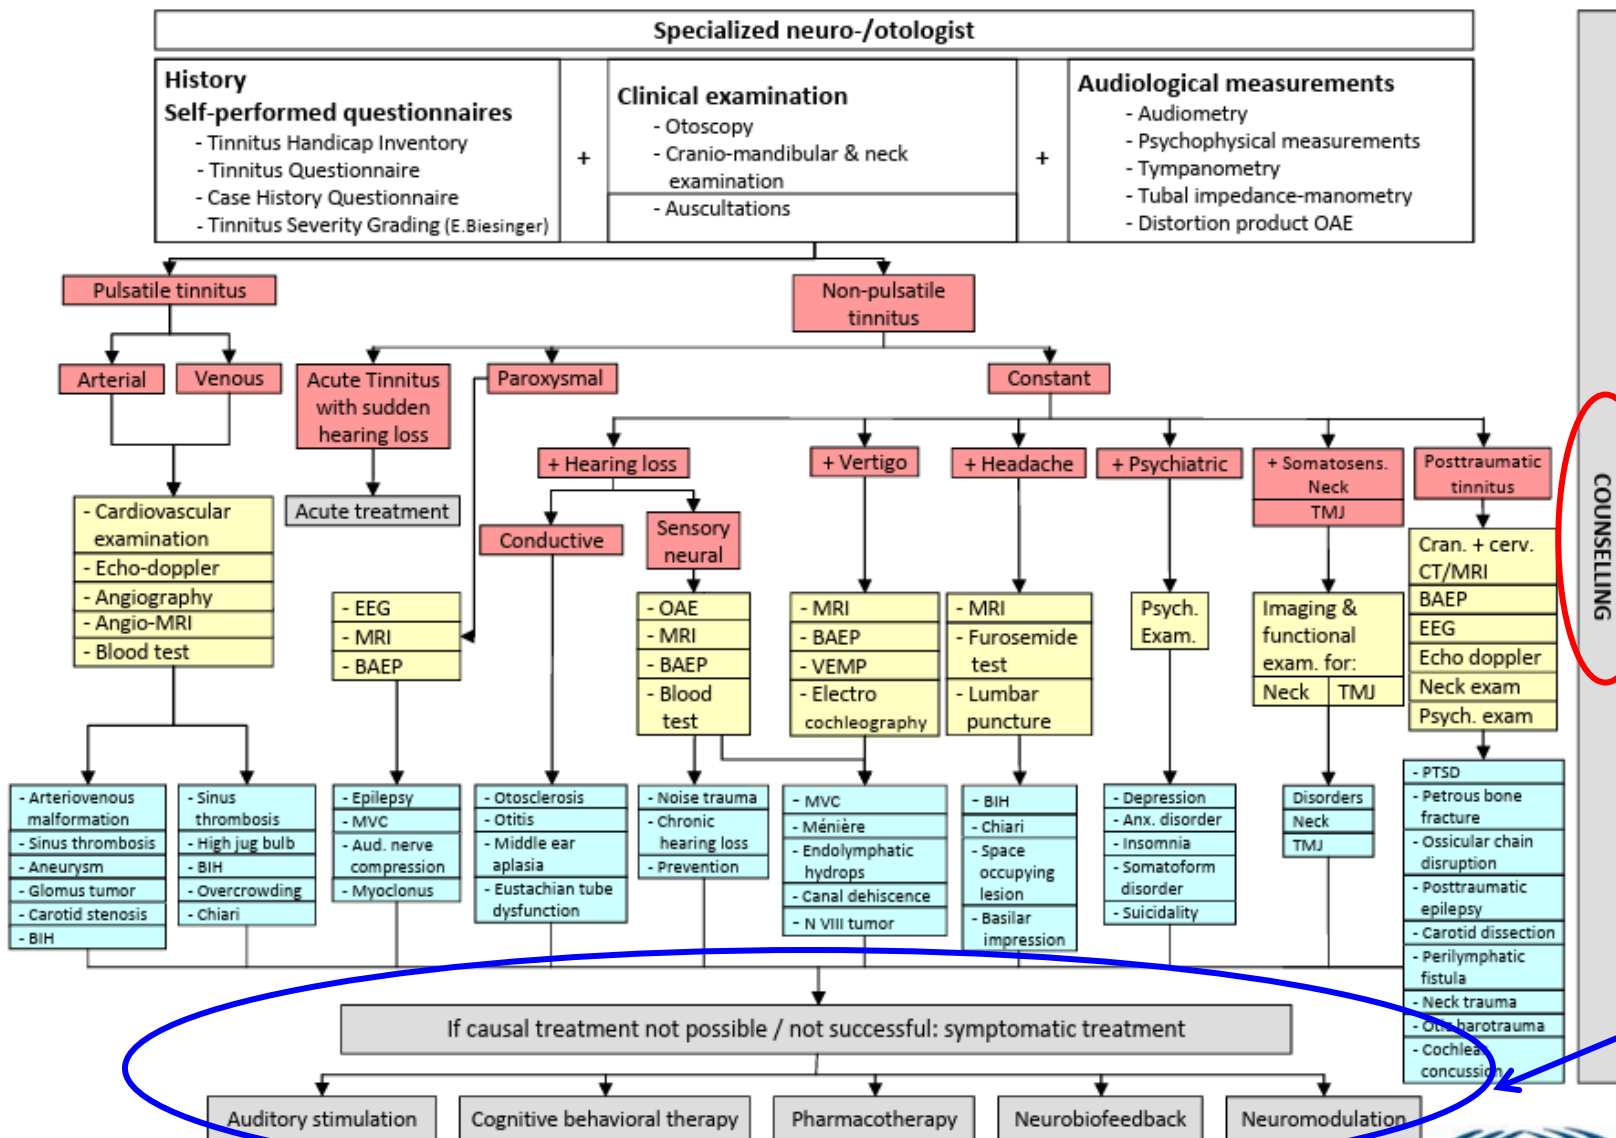 Specialized neuro-/otologist
History
Self-performed questionnaires
- Tinnitus Handicap Inventory
- Tinnitus Questionnaire
- Case History Questionnaire
- Tinnitus Severity Grading (E.Biesinger)
+
Clinical examination
- Otoscopy
- Cranio-mandibular & neck
examination
- Auscultations
+
Audiological measurements
- Audiometry
- Psychophysical measurements
- Tympanometry
- Tubal impedance-manometry
- Distortion product OAE
Pulsatile tinnitus
Non-pulsatile
tinnitus
Arterial
Venous
Acute Tinnitus
with sudden
hearing loss
Paroxysmal
Constant
+ Hearing loss
+ Vertigo
+ Headache
+ Psychiatric
+ Somatosens.
Neck
TMJ
Posttraumatic
tinnitus
COUNSELLING
Acute treatment
Conductive
Sensory
neural
- Cardiovascular
examination
- Echo-doppler
- Angiography
- Angio-MRI
- Blood test
- EEG
- MRI
- BAEP
- OAE
- MRI
- BAEP
- Blood
test
- MRI
- BAEP
- VEMP
- Electro
cochleography
- MRI
- Furosemide
test
- Lumbar
puncture
Psych.
Exam.
Imaging &
functional
exam. for:
Neck
TMJ
Cran. + cerv.
CT/MRI
BAEP
EEG
Echo doppler
Neck exam
Psych. exam
- Arteriovenous
malformation
- Sinus thrombosis
- Aneurysm
- Glomus tumor
- Carotid stenosis
- BIH
- Sinus
thrombosis
- High jug bulb
- BIH
- Overcrowding
- Chiari
- Epilepsy
- MVC
- Aud. nerve
compression
- Myoclonus
- Otosclerosis
- Otitis
- Middle ear
aplasia
- Eustachian tube
dysfunction
- Noise trauma
- Chronic
hearing loss
- Prevention
- MVC
- Ménière
- Endolymphatic
hydrops
- Canal dehiscence
- N VIII tumor
- BIH
- Chiari
- Space
occupying
lesion
- Basilar
impression
- Depression
- Anx. disorder
- Insomnia
- Somatoform
disorder
- Suicidality
Disorders
Neck
TMJ
- PTSD
- Petrous bone
fracture
- Ossicular chain
disruption
- Posttraumatic
epilepsy
- Carotid dissection
- Perilymphatic
fistula
- Neck trauma
- Otic barotrauma
- Cochlear
concussion
If causal treatment not possible / not successful: symptomatic treatment
Auditory stimulation
Cognitive behavioral therapy
Pharmacotherapy
Neurobiofeedback
Neuromodulation